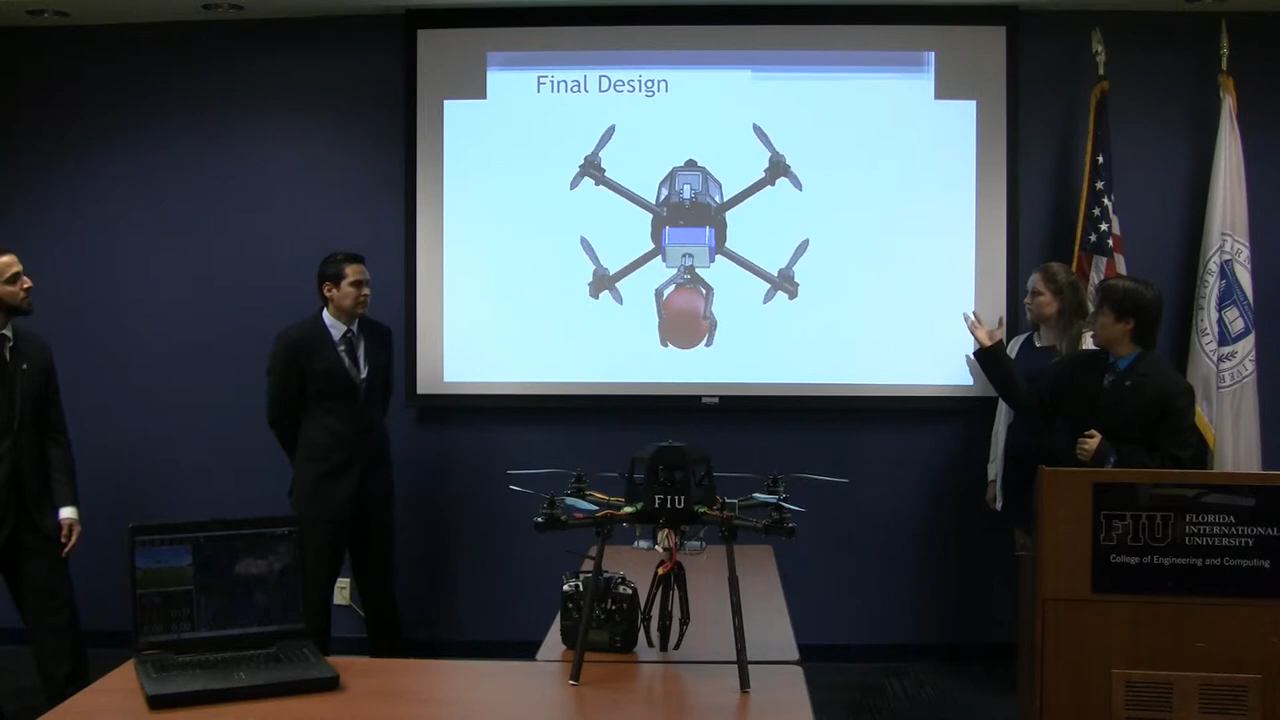 Final Design
FIU
FIU
FLORIDA
INTERNATIONAL
UNIVERSITY
College of Engineering and Computing